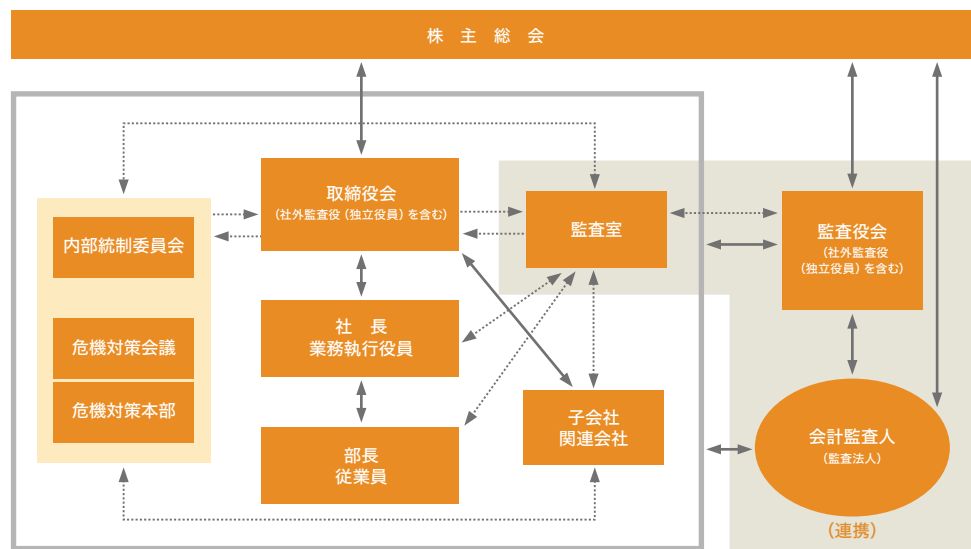 株 主 総 会
取締役会
（社外監査役（独立役員）を含む）
内部統制委員会
危機対策会議
危機対策本部
社 長
業務執行役員
部長
従業員
監査室
子会社
関連会社
監査役会
（社外監査役
（独立役員）を含む）
会計監査人
（監査法人）
（連携）